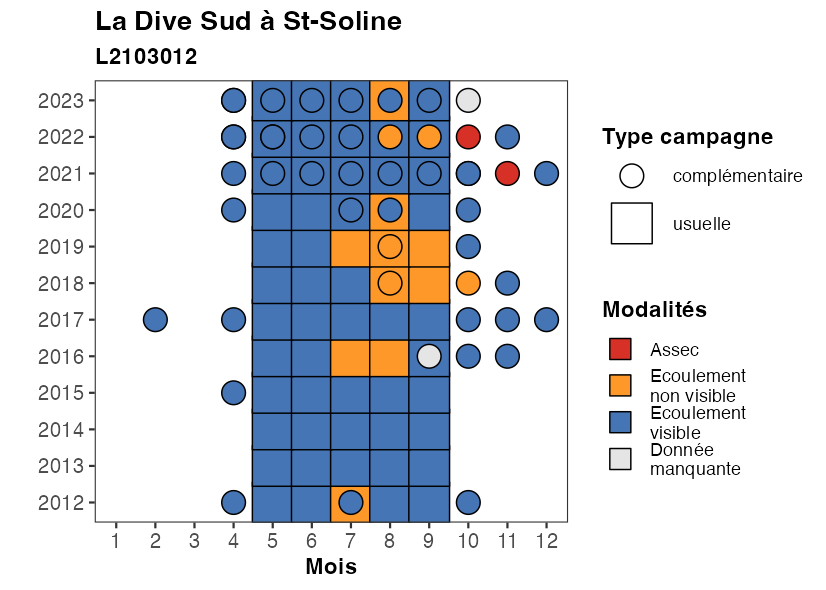 La Dive Sud à St-Soline
L2103012
2023
2022
2021
2020
2019
2018
2017
2016
2015
2014
2013
2012
1 2 3 4 5 6 7 8 9 10 11 12
Mois
Type campagne
complémentaire
usuelle
Modalités
Assec
Ecoulement
non visible
Ecoulement
visible
Donnée
manquante